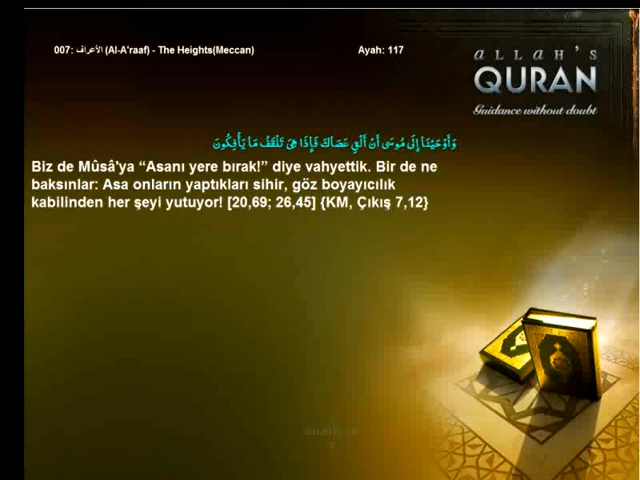 007: الأعراف (Al-A'raaf) - The Heights(Meccan) Ayah: 117
ALLAH'S
QURAN
Guidance without doubt
وَأَوْحَيْنَا إِلَىٰ مُوسَىٰ أَنْ أَلْقِ عَصَاكَ فَإِذَا هِيَ تَلْقَفُ مَا يَأْفِكُونَ
Biz de Mûsâ'ya “Asanı yere bırak!” diye vahyettik. Bir de ne
baksınlar: Asa onların yaptıkları sihir, göz boyayıcılık
kabilinden her şeyi yutuyor! [20,69; 26,45] {KM, Çıkış 7,12}